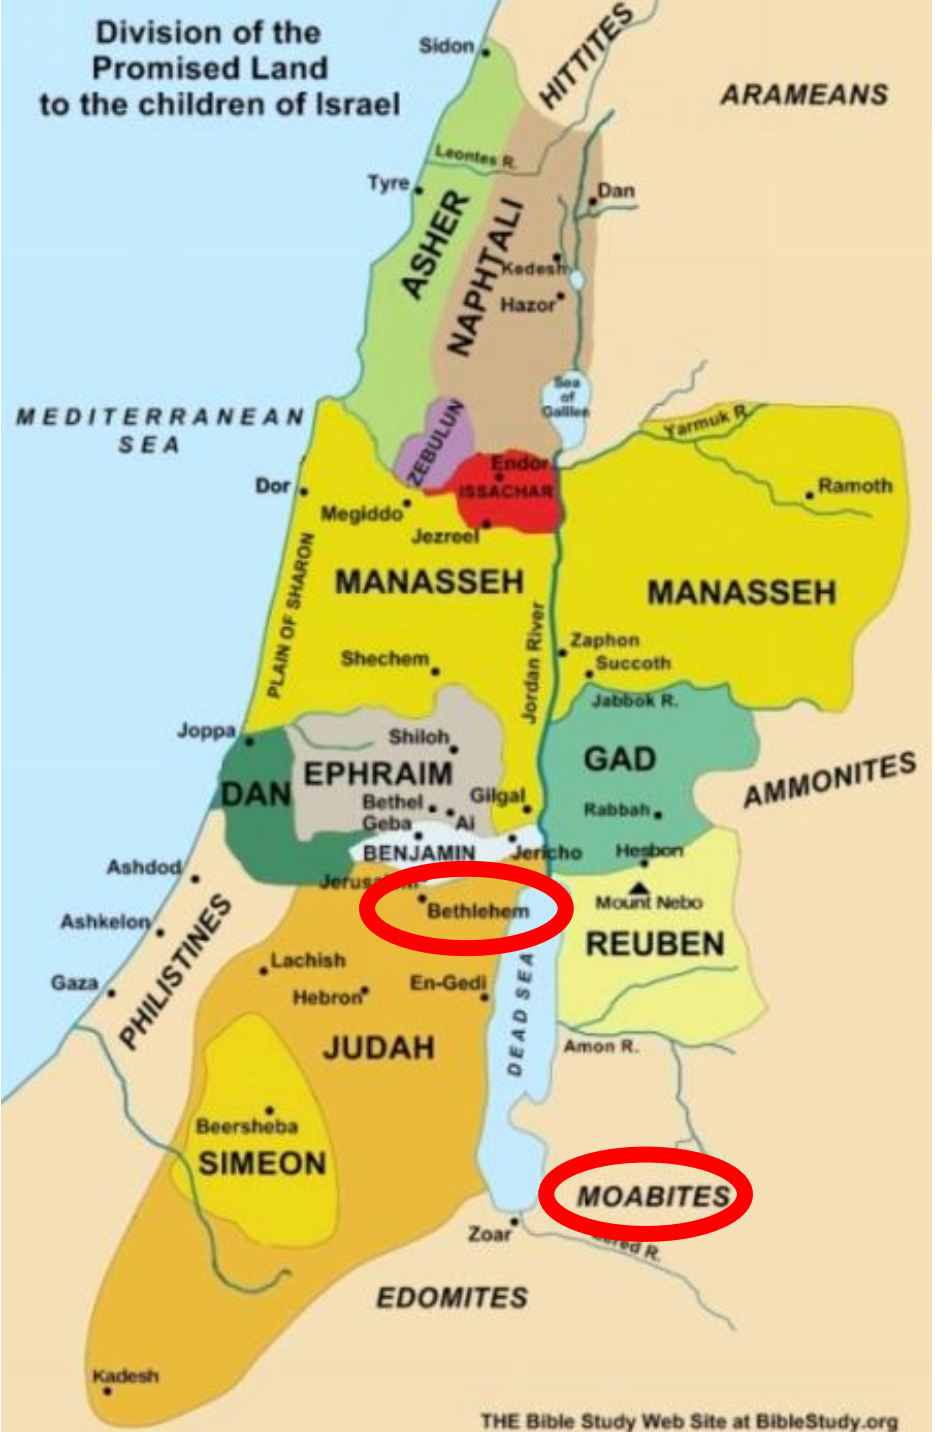 Division of the
Promised Land
to the children of Israel
Sidon
HITTITES
ARAMEANS
Leontes R.
Tyre
ASHER
NAPHTALI
Dan
Kedesh
Hazor
Sea
of
Galilee
MEDITERRANEAN
SEA
ZEBULUN
Yarmuk R.
Endor
ISSACHAR
Dor
Megiddo
Ramoth
Jezreel
PLAIN OF SHARON
MANASSEH
MANASSEH
Jordan River
Zaphon
Shechem
Succoth
Jabbok R.
Joppa
Shiloh
GAD
EPHRAIM
DAN
AMMONITES
Bethel
Gilgal
Rabbah
Geba
Ai
BENJAMIN
Jericho
Hesbon
Ashdod
Mount Nebo
Bethlehem
Ashkelon
PHILISTINES
REUBEN
Lachish
Gaza
Hebron
En-Gedi
DEAD SEA
JUDAH
Arnon R.
Beersheba
SIMEON
MOABITES
Zoar
EDOMITES
Kadesh
THE Bible Study Web Site at BibleStudy.org